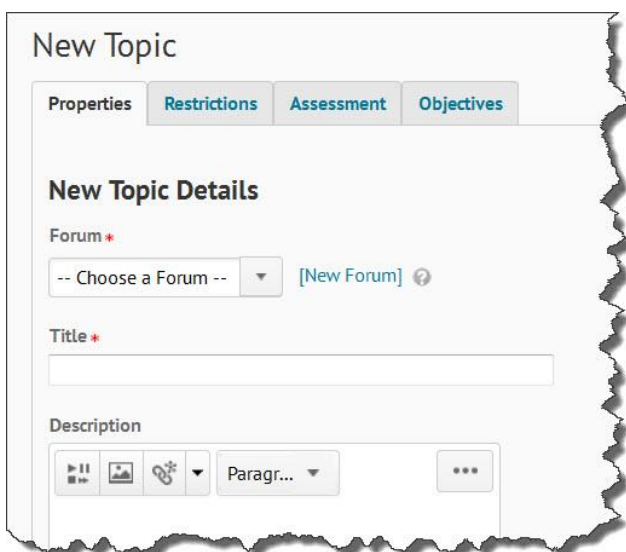 New Topic
Properties Restrictions Assessment Objectives
New Topic Details
Forum *
-- Choose a Forum -- [New Forum] ?
Title *
Description
Paragr... •••